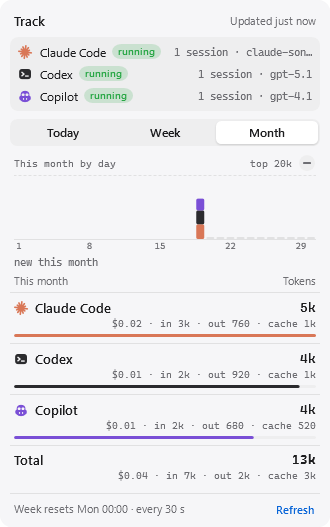 Track Updated just now
Claude Code running 1 session · claude-son…
Codex running 1 session · gpt-5.1
Copilot running 1 session · gpt-4.1
Today Week Month
This month by day top 20k −
1 8 15 22 29
new this month
This month Tokens
Claude Code 5k
$0.02 · in 3k · out 760 · cache 1k
Codex 4k
$0.01 · in 2k · out 920 · cache 1k
Copilot 4k
$0.01 · in 2k · out 680 · cache 520
Total 13k
$0.04 · in 7k · out 2k · cache 3k
Week resets Mon 00:00 · every 30 s Refresh